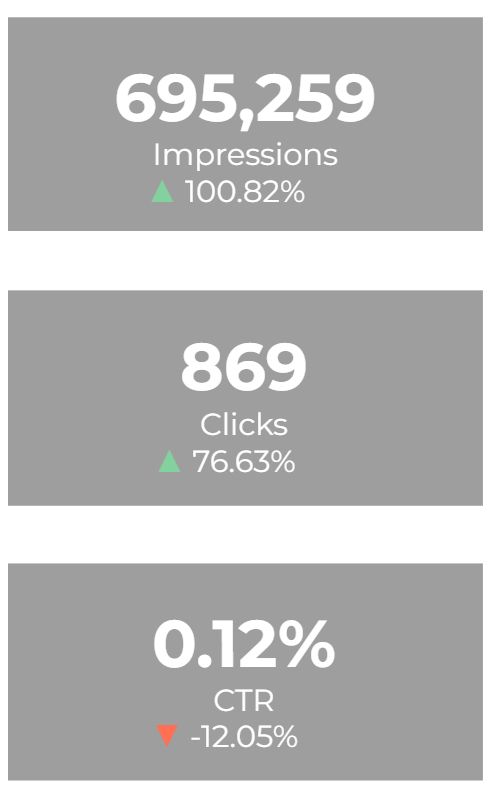 695,259
Impressions
▲ 100.82%
869
Clicks
▲ 76.63%
0.12%
CTR
▼ -12.05%